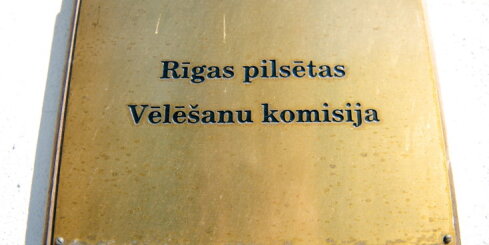 Rīgas pilsētas
Vēlēšanu komisija